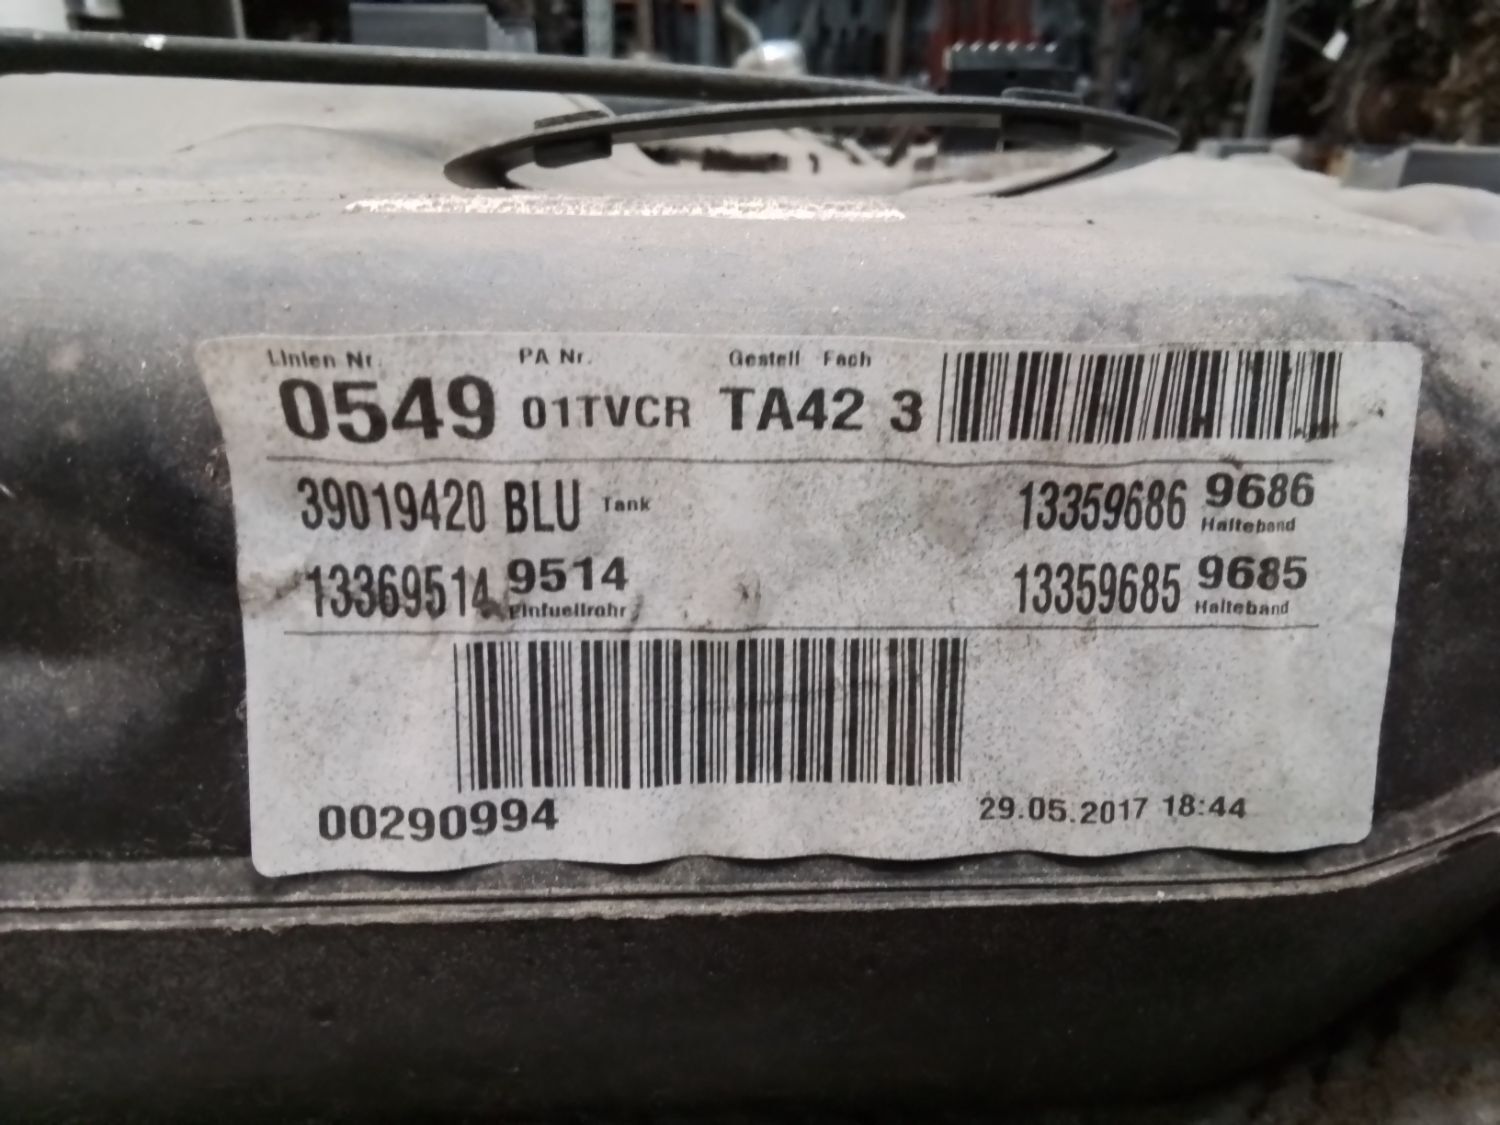 Linien Nr. PA Nr. Gestell Fach
0549 01TVCR TA42 3
39019420 BLU Tank 13359686 9686 Halteband
13369514 9514 Einfuellrohr 13359685 9685 Halteband
00290994 29.05.2017 18:44